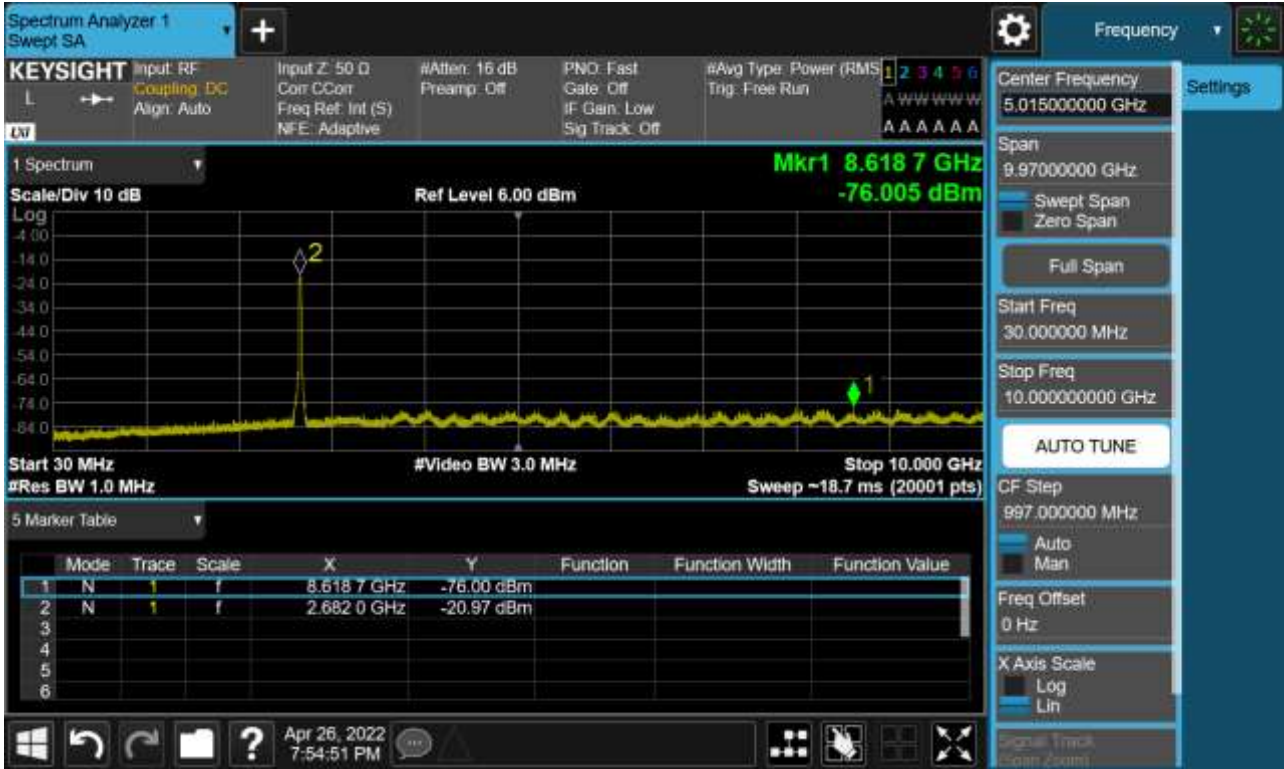 Spectrum Analyzer 1
Swept SA
+
Frequency
KEYSIGHT
L
LXI
Input: RF
Coupling: DC
Align: Auto
Input Z: 50 Ω
Corr CCorr
Freq Ref: Int (S)
NFE: Adaptive
#Atten: 16 dB
Preamp: Off
PNO: Fast
Gate: Off
IF Gain: Low
Sig Track: Off
#Avg Type: Power (RMS
Trig: Free Run
1 2 3 4 5 6
A W W W W W
A A A A A A
Center Frequency
5.015000000 GHz
Settings
Span
9.97000000 GHz
Swept Span
Zero Span
Full Span
Start Freq
30.000000 MHz
Stop Freq
10.000000000 GHz
AUTO TUNE
CF Step
997.000000 MHz
Auto
Man
Freq Offset
0 Hz
X Axis Scale
Log
Lin
Signal Track
(Span Zoom)
1 Spectrum
Mkr1 8.618 7 GHz
-76.005 dBm
Scale/Div 10 dB
Ref Level 6.00 dBm
Log
-4.00
-14.0
-24.0
-34.0
-44.0
-54.0
-64.0
-74.0
-84.0
2
1
Start 30 MHz
#Video BW 3.0 MHz
Stop 10.000 GHz
#Res BW 1.0 MHz
Sweep ~18.7 ms (20001 pts)
5 Marker Table
Mode Trace Scale X Y Function Function Width Function Value
1 N 1 f 8.618 7 GHz -76.00 dBm
2 N 1 f 2.682 0 GHz -20.97 dBm
3
4
5
6
?
Apr 26, 2022
7:54:51 PM